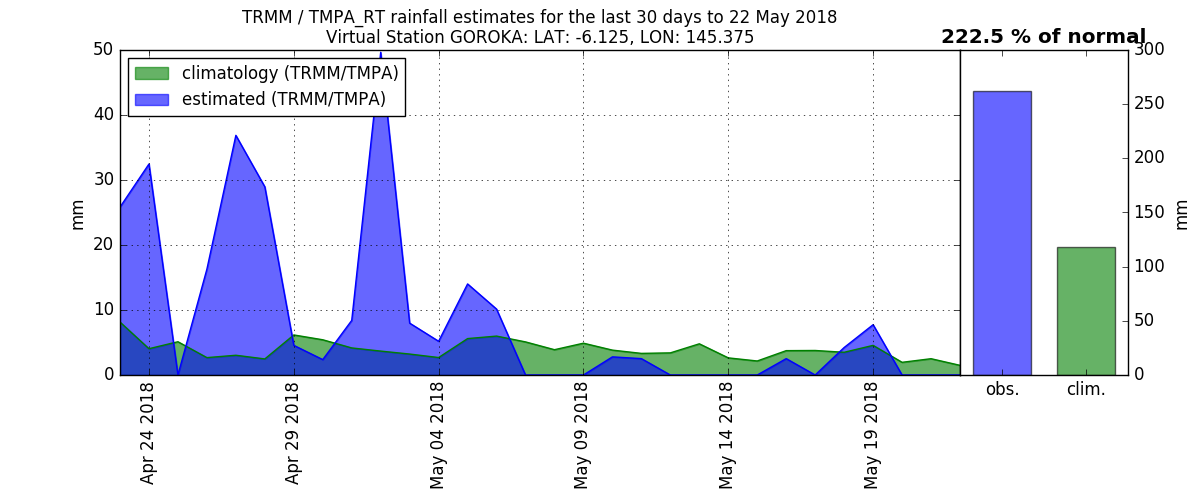 TRMM / TMPA_RT rainfall estimates for the last 30 days to 22 May 2018
Virtual Station GOROKA: LAT: -6.125, LON: 145.375
222.5 % of normal
climatology (TRMM/TMPA)
estimated (TRMM/TMPA)
50
40
30
20
10
0
mm
Apr 24 2018
Apr 29 2018
May 04 2018
May 09 2018
May 14 2018
May 19 2018
300
250
200
150
100
50
0
mm
obs.
clim.